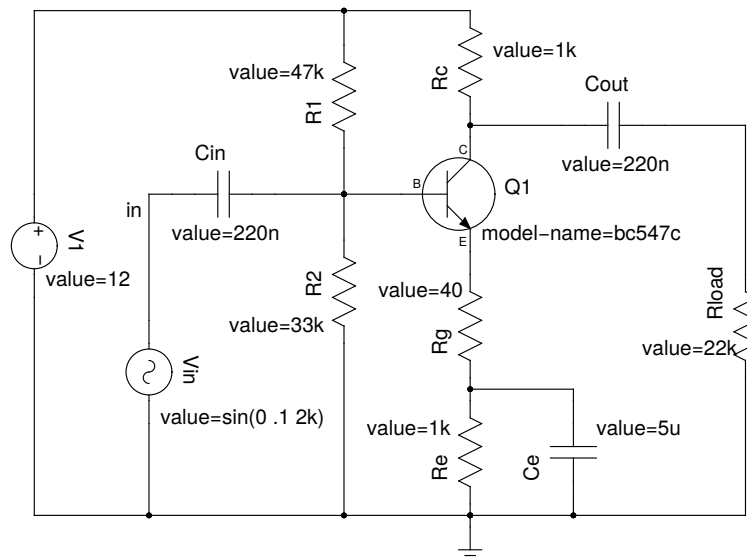 value=1k
Rc
value=47k
R1
Cout
value=220n
Cin
in
value=220n
C
B
E
Q1
model-name=bc547c
V1
value=12
R2
value=33k
value=40
Rg
Rload
value=22k
Vin
value=sin(0 .1 2k)
value=1k
Re
Ce
value=5u